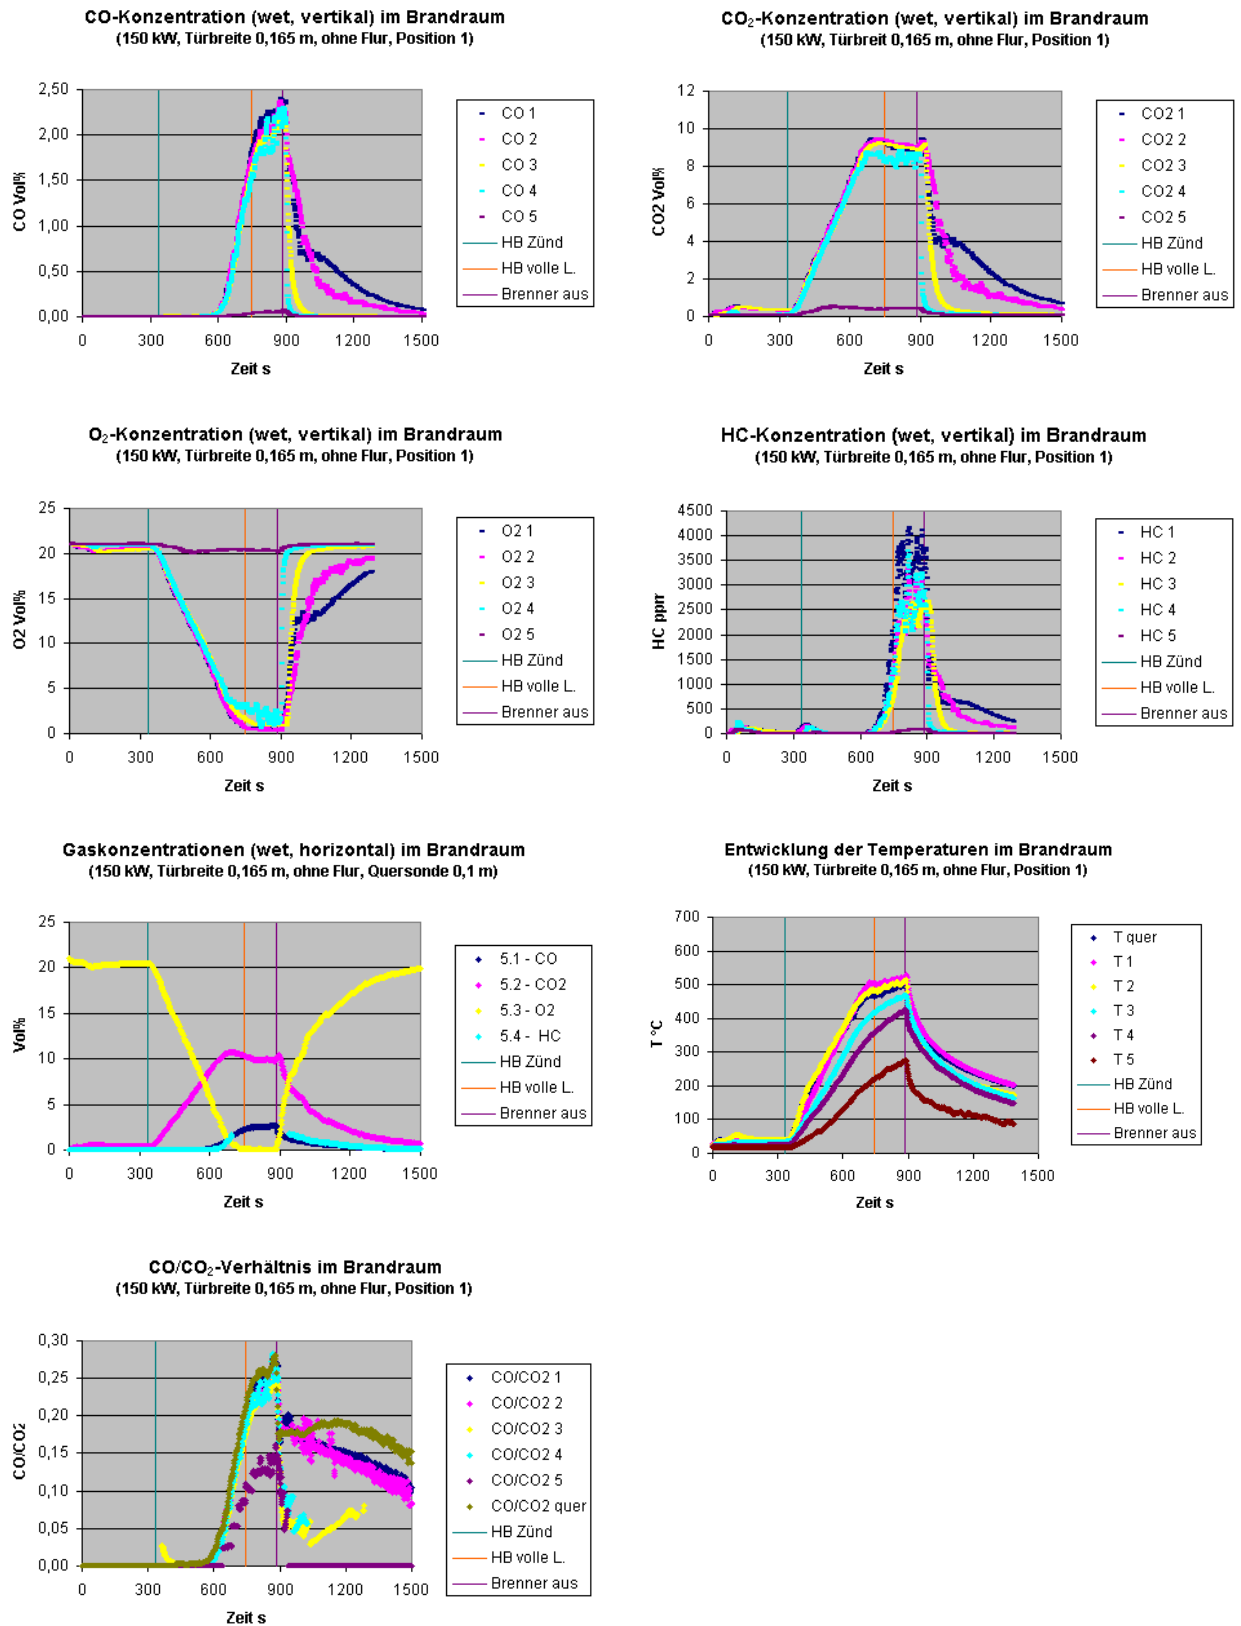 CO-Konzentration (wet, vertikal) im Brandraum
(150 kW, Türbreite 0,165 m, ohne Flur, Position 1)
2,50
2,00
1,50
1,00
0,50
0,00
CO Vol%
0 300 600 900 1200 1500
Zeit s
CO 1
CO 2
CO 3
CO 4
CO 5
HB Zünd
HB volle L.
Brenner aus
CO₂-Konzentration (wet, vertikal) im Brandraum
(150 kW, Türbreit 0,165 m, ohne Flur, Position 1)
12
10
8
6
4
2
0
CO2 Vol%
0 300 600 900 1200 1500
Zeit s
CO2 1
CO2 2
CO2 3
CO2 4
CO2 5
HB Zünd
HB volle L.
Brenner aus
O₂-Konzentration (wet, vertikal) im Brandraum
(150 kW, Türbreite 0,165 m, ohne Flur, Position 1)
25
20
15
10
5
0
O2 Vol%
0 300 600 900 1200 1500
Zeit s
O2 1
O2 2
O2 3
O2 4
O2 5
HB Zünd
HB volle L.
Brenner aus
HC-Konzentration (wet, vertikal) im Brandraum
(150 kW, Türbreite 0,165 m, ohne Flur, Position 1)
4500
4000
3500
3000
2500
2000
1500
1000
500
0
HC
0 300 600 900 1200 1500
Zeit s
HC 1
HC 2
HC 3
HC 4
HC 5
HB Zünd
HB volle L.
Brenner aus
Gaskonzentrationen (wet, horizontal) im Brandraum
(150 kW, Türbreite 0,165 m, ohne Flur, Quersonde 0,1 m)
25
20
15
10
5
0
Vol%
0 300 600 900 1200 1500
Zeit s
5.1 - CO
5.2 - CO2
5.3 - O2
5.4 - HC
HB Zünd
HB volle L.
Brenner aus
Entwicklung der Temperaturen im Brandraum
(150 kW, Türbreite 0,165 m, ohne Flur, Position 1)
700
600
500
400
300
200
100
0
T °C
0 300 600 900 1200 1500
Zeit s
T quer
T 1
T 2
T 3
T 4
T 5
HB Zünd
HB volle L.
Brenner aus
CO/CO₂-Verhältnis im Brandraum
(150 kW, Türbreite 0,165 m, ohne Flur, Position 1)
0,30
0,25
0,20
0,15
0,10
0,05
0,00
CO/CO2
0 300 600 900 1200 1500
Zeit s
CO/CO2 1
CO/CO2 2
CO/CO2 3
CO/CO2 4
CO/CO2 5
CO/CO2 quer
HB Zünd
HB volle L.
Brenner aus